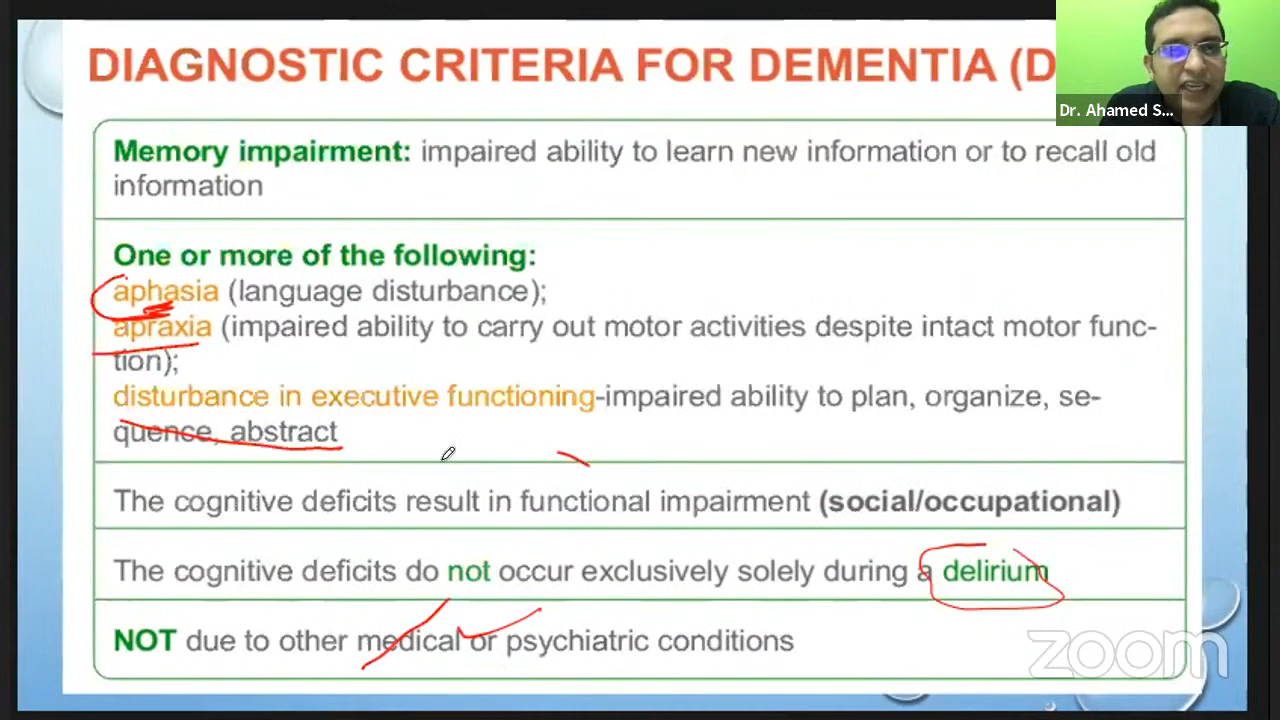 DIAGNOSTIC CRITERIA FOR DEMENTIA (D
Dr. Ahamed S...
Memory impairment: impaired ability to learn new information or to recall old
information
One or more of the following:
aphasia (language disturbance);
apraxia (impaired ability to carry out motor activities despite intact motor func-
tion);
disturbance in executive functioning-impaired ability to plan, organize, se-
quence, abstract
The cognitive deficits result in functional impairment (social/occupational)
The cognitive deficits do not occur exclusively solely during a delirium
NOT due to other medical or psychiatric conditions
zoom